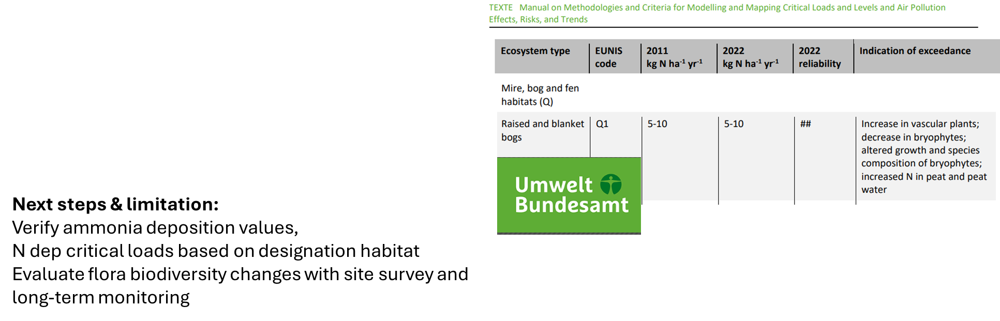 TEXTE Manual on Methodologies and Criteria for Modelling and Mapping Critical Loads and Levels and Air Pollution
Effects, Risks, and Trends
Ecosystem type
EUNIS
code
2011
kg N ha⁻¹ yr⁻¹
2022
kg N ha⁻¹ yr⁻¹
2022
reliability
Indication of exceedance
Mire, bog and fen
habitats (Q)
Raised and blanket
bogs
Q1
5-10
5-10
##
Increase in vascular plants;
decrease in bryophytes;
altered growth and species
composition of bryophytes;
increased N in peat and peat
water
Umwelt
Bundesamt
Next steps & limitation:
Verify ammonia deposition values,
N dep critical loads based on designation habitat
Evaluate flora biodiversity changes with site survey and
long-term monitoring